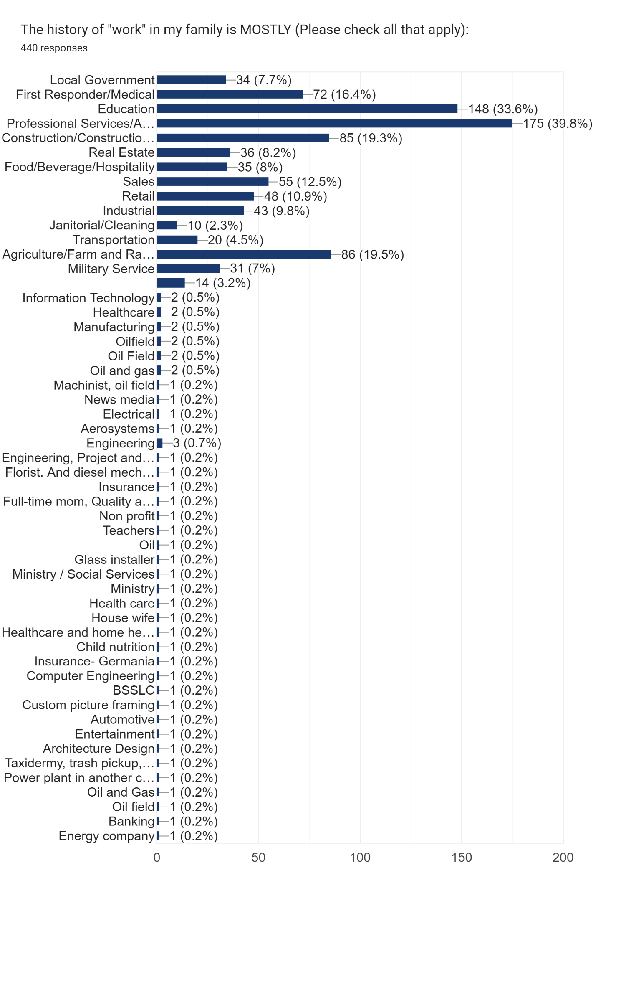 The history of "work" in my family is MOSTLY (Please check all that apply):
440 responses
Local Government 34 (7.7%)
First Responder/Medical 72 (16.4%)
Education 148 (33.6%)
Professional Services/A… 175 (39.8%)
Construction/Constructio… 85 (19.3%)
Real Estate 36 (8.2%)
Food/Beverage/Hospitality 35 (8%)
Sales 55 (12.5%)
Retail 48 (10.9%)
Industrial 43 (9.8%)
Janitorial/Cleaning 10 (2.3%)
Transportation 20 (4.5%)
Agriculture/Farm and Ra… 86 (19.5%)
Military Service 31 (7%)
14 (3.2%)
Information Technology 2 (0.5%)
Healthcare 2 (0.5%)
Manufacturing 2 (0.5%)
Oilfield 2 (0.5%)
Oil Field 2 (0.5%)
Oil and gas 2 (0.5%)
Machinist, oil field 1 (0.2%)
News media 1 (0.2%)
Electrical 1 (0.2%)
Aerosystems 1 (0.2%)
Engineering 3 (0.7%)
Engineering, Project and… 1 (0.2%)
Florist. And diesel mech… 1 (0.2%)
Insurance 1 (0.2%)
Full-time mom, Quality a… 1 (0.2%)
Non profit 1 (0.2%)
Teachers 1 (0.2%)
Oil 1 (0.2%)
Glass installer 1 (0.2%)
Ministry / Social Services 1 (0.2%)
Ministry 1 (0.2%)
Health care 1 (0.2%)
House wife 1 (0.2%)
Healthcare and home he… 1 (0.2%)
Child nutrition 1 (0.2%)
Insurance- Germania 1 (0.2%)
Computer Engineering 1 (0.2%)
BSSLC 1 (0.2%)
Custom picture framing 1 (0.2%)
Automotive 1 (0.2%)
Entertainment 1 (0.2%)
Architecture Design 1 (0.2%)
Taxidermy, trash pickup,… 1 (0.2%)
Power plant in another c… 1 (0.2%)
Oil and Gas 1 (0.2%)
Oil field 1 (0.2%)
Banking 1 (0.2%)
Energy company 1 (0.2%)
0 50 100 150 200